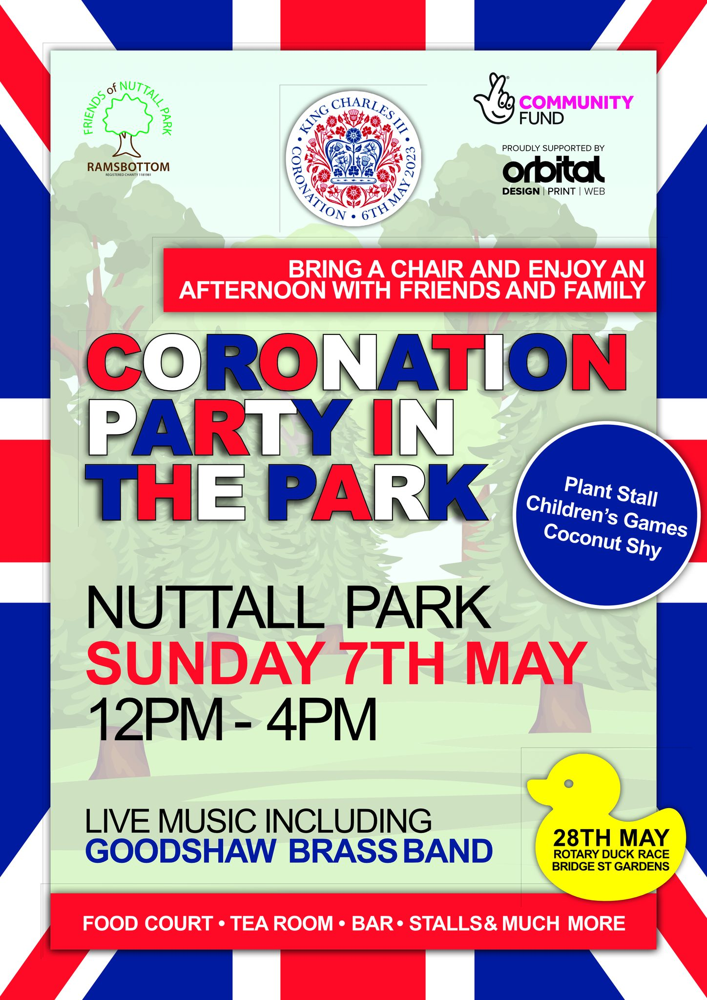 FRIENDS of NUTTALL PARK
RAMSBOTTOM
REGISTERED CHARITY 1181981
KING CHARLES III
CORONATION • 6TH MAY 2023
COMMUNITY
FUND
PROUDLY SUPPORTED BY
orbital
DESIGN | PRINT | WEB
BRING A CHAIR AND ENJOY AN
AFTERNOON WITH FRIENDS AND FAMILY
CORONATION
PARTY IN
THE PARK
Plant Stall
Children's Games
Coconut Shy
NUTTALL PARK
SUNDAY 7TH MAY
12PM - 4PM
LIVE MUSIC INCLUDING
GOODSHAW BRASS BAND
28TH MAY
ROTARY DUCK RACE
BRIDGE ST GARDENS
FOOD COURT • TEA ROOM • BAR • STALLS & MUCH MORE